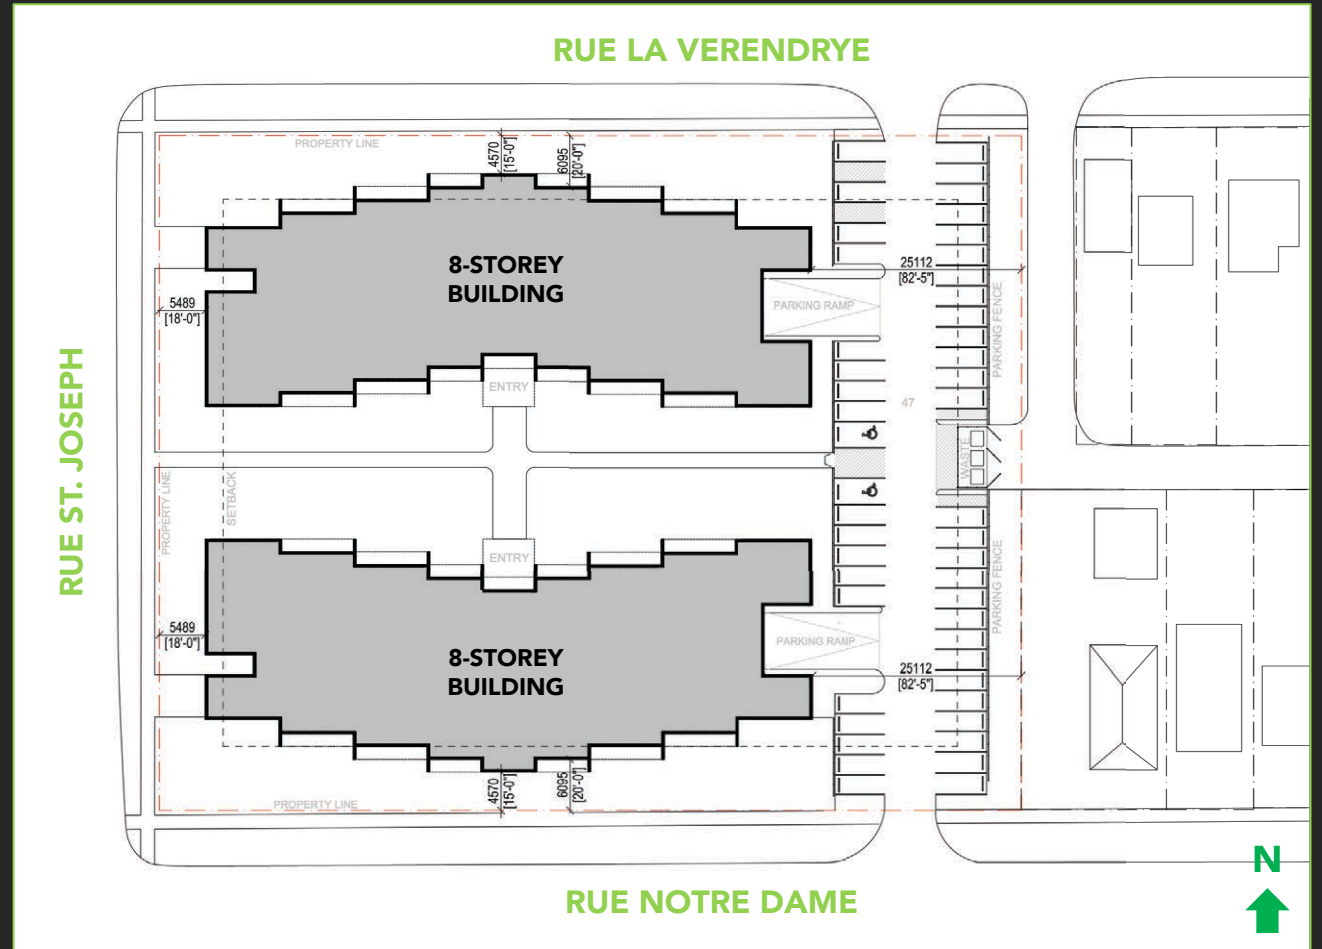 RUE LA VERENDRYE
PROPERTY LINE
4570
[15'-0"]
6095
[20'-0"]
8-STOREY
BUILDING
25112
[82'-5"]
PARKING RAMP
PARKING FENCE
5489
[18'-0"]
ENTRY
47
RUE ST. JOSEPH
PROPERTY LINE
SETBACK
WASTE
ENTRY
PARKING FENCE
5489
[18'-0"]
8-STOREY
BUILDING
PARKING RAMP
25112
[82'-5"]
4570
[15'-0"]
6095
[20'-0"]
PROPERTY LINE
N
RUE NOTRE DAME